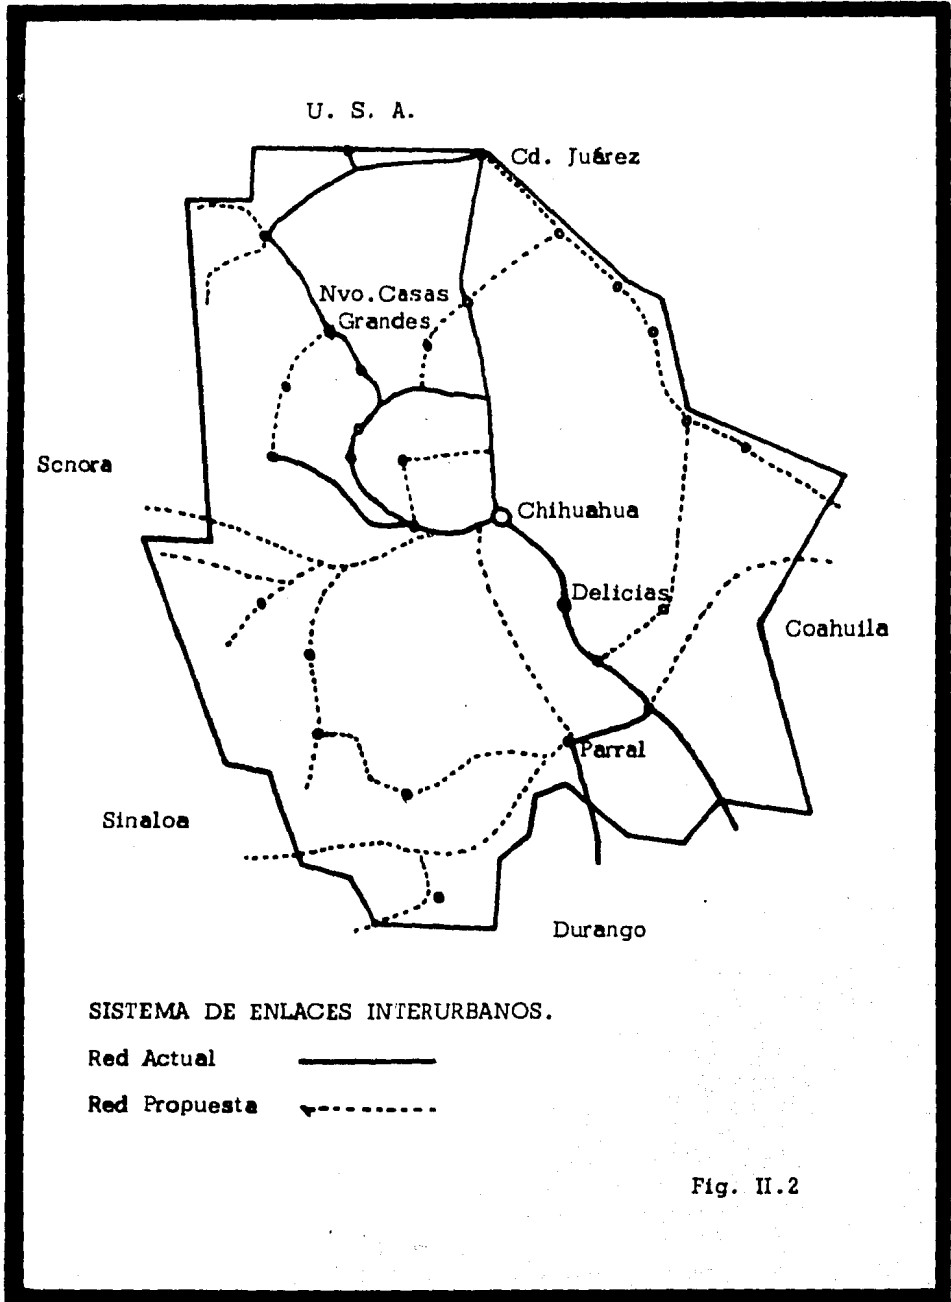 U. S. A.
Cd. Juárez
Nvo.Casas
Grandes
Sonora
Chihuahua
Delicias
Coahuila
Parral
Sinaloa
Durango
SISTEMA DE ENLACES INTERURBANOS.
Red Actual
Red Propuesta
Fig. II.2